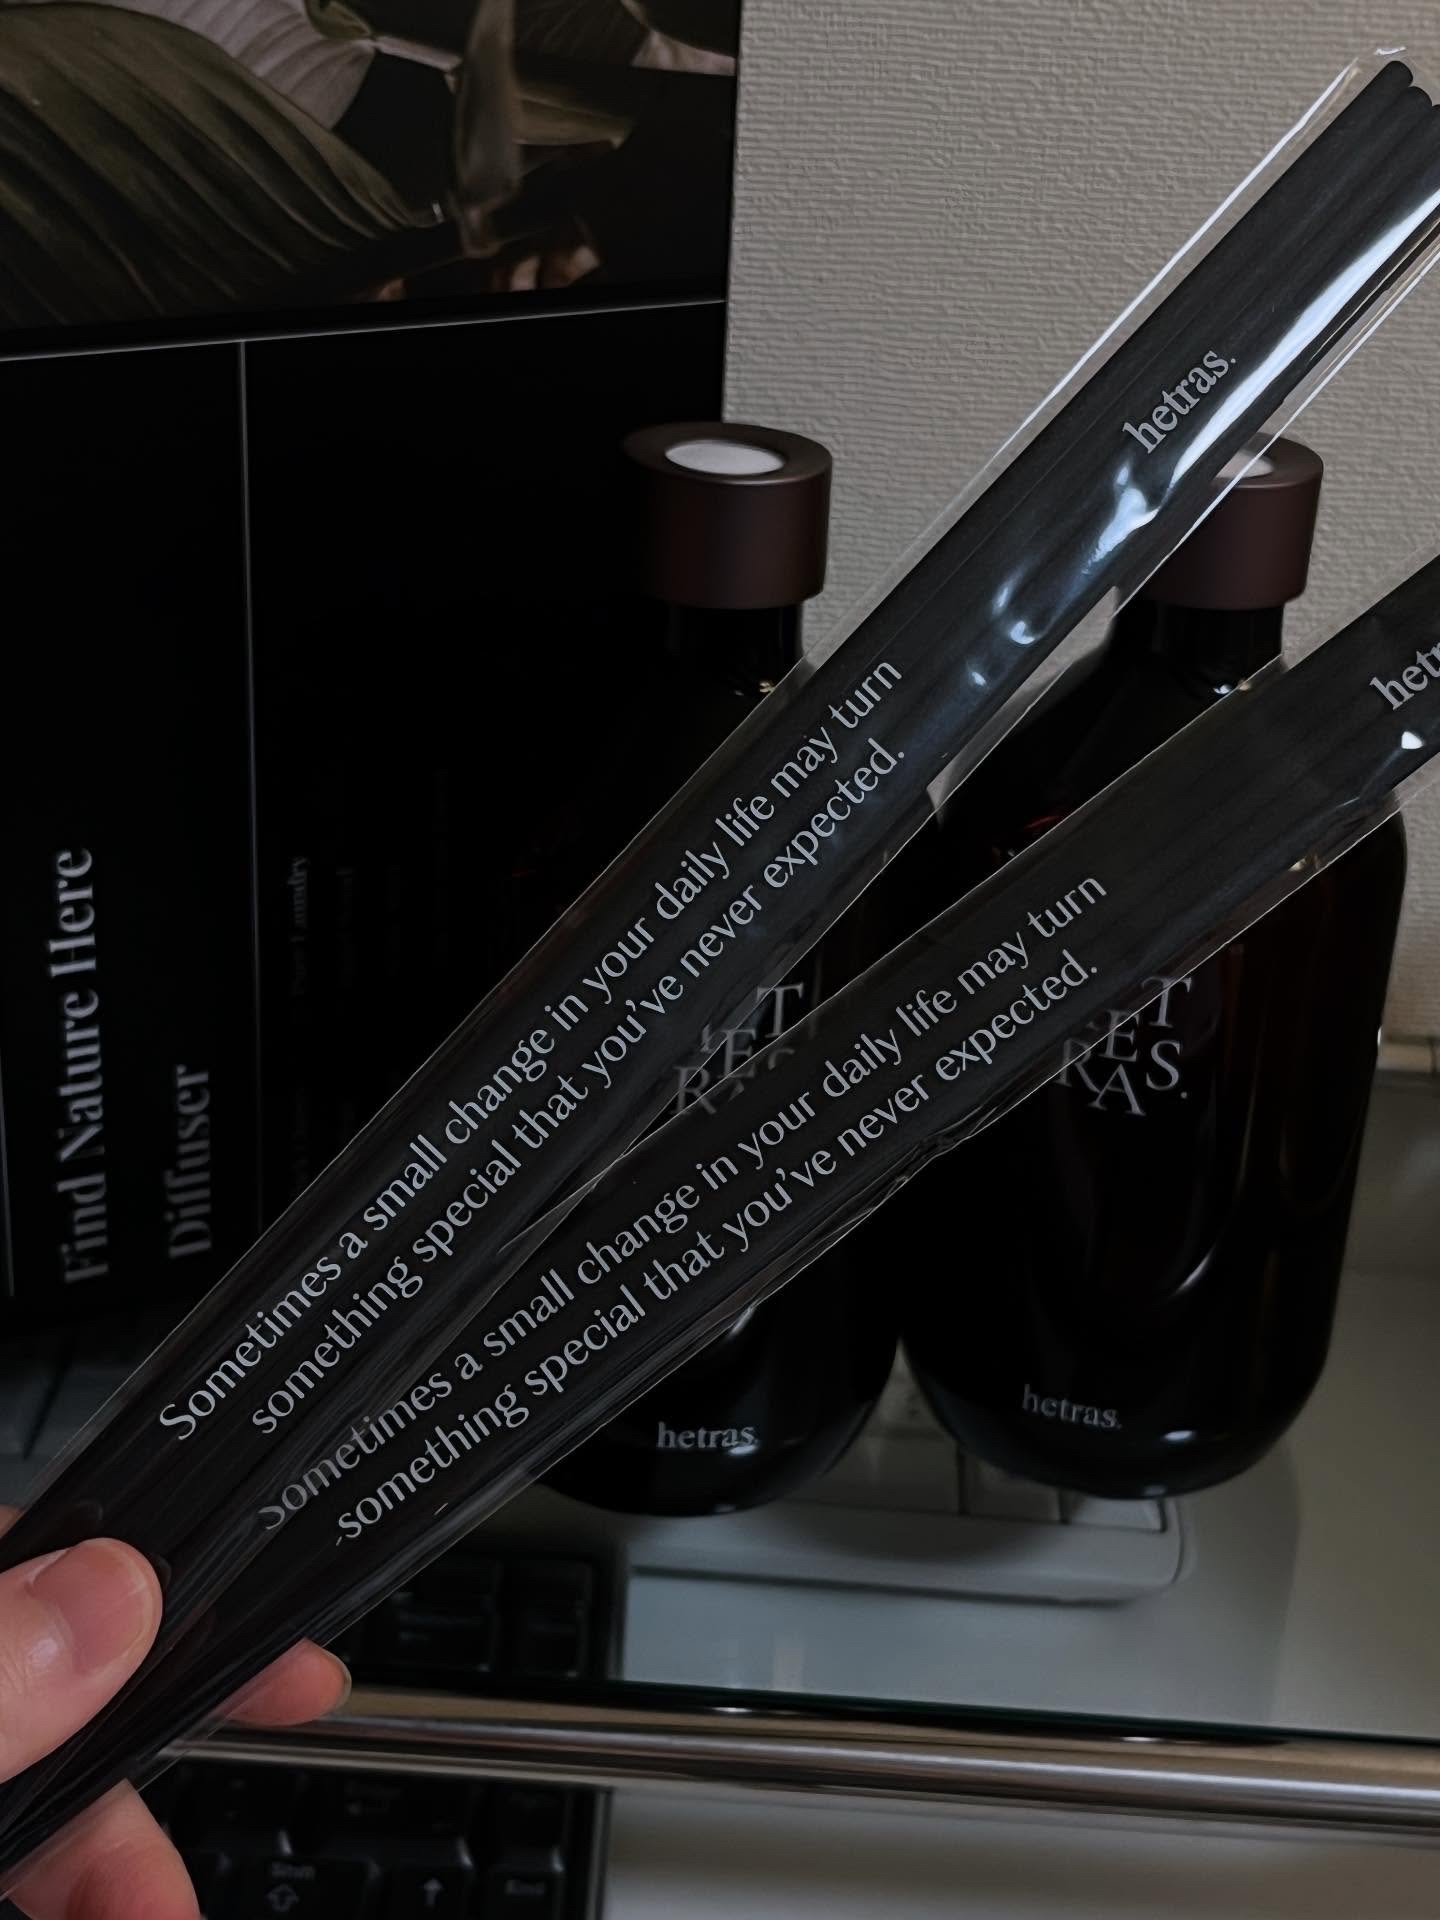 hetras.
Sometimes a small change in your daily life may turn
something special that you've never expected.
Sometimes a small change in your daily life may turn
something special that you've never expected.
Find Nature Here
Diffuser
T
ERAS.
hetras.
hetras.
End